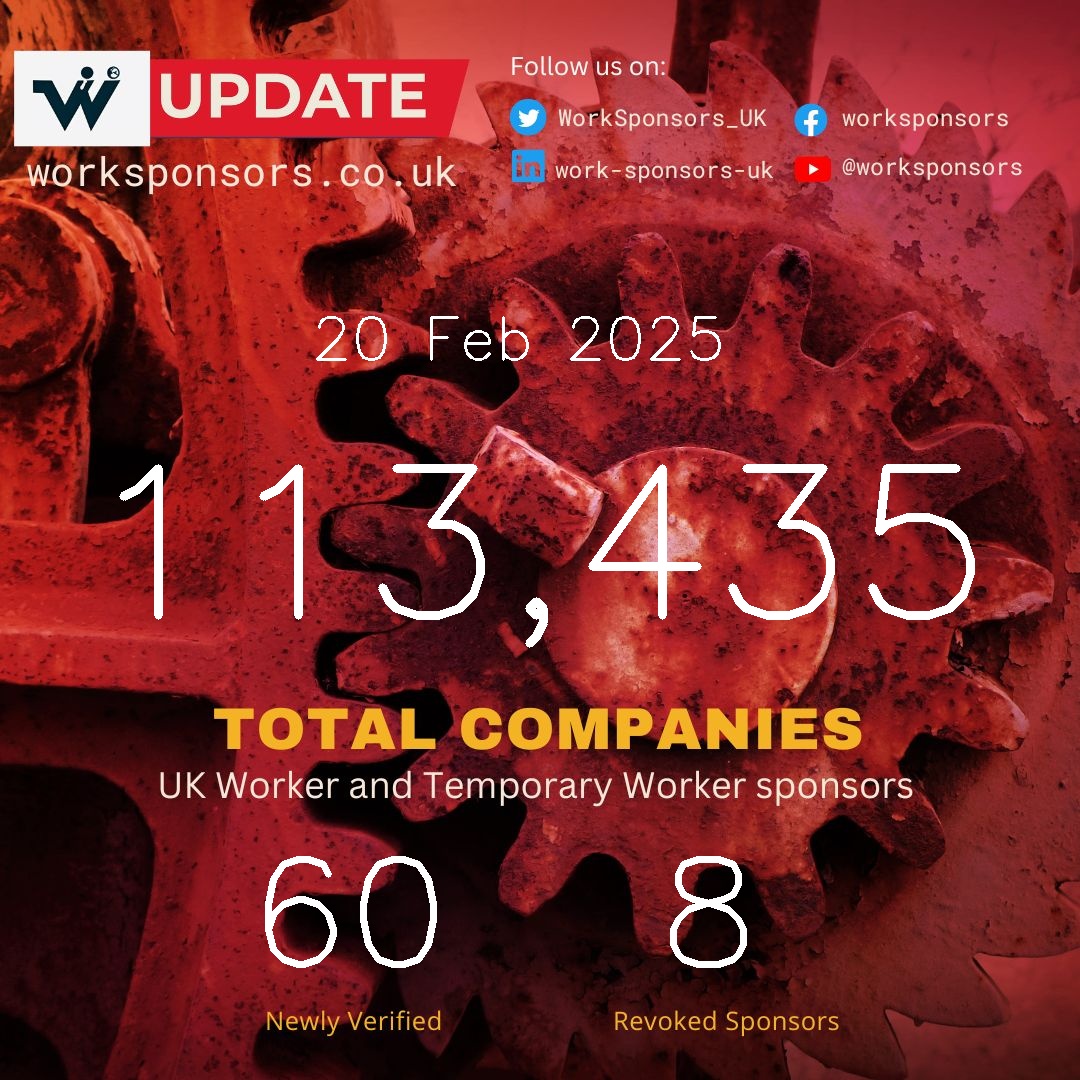 UPDATE
worksponsors.co.uk
Follow us on:
WorkSponsors_UK worksponsors
work-sponsors-uk @worksponsors
20 Feb 2025
113,435
TOTAL COMPANIES
UK Worker and Temporary Worker sponsors
60 8
Newly Verified Revoked Sponsors